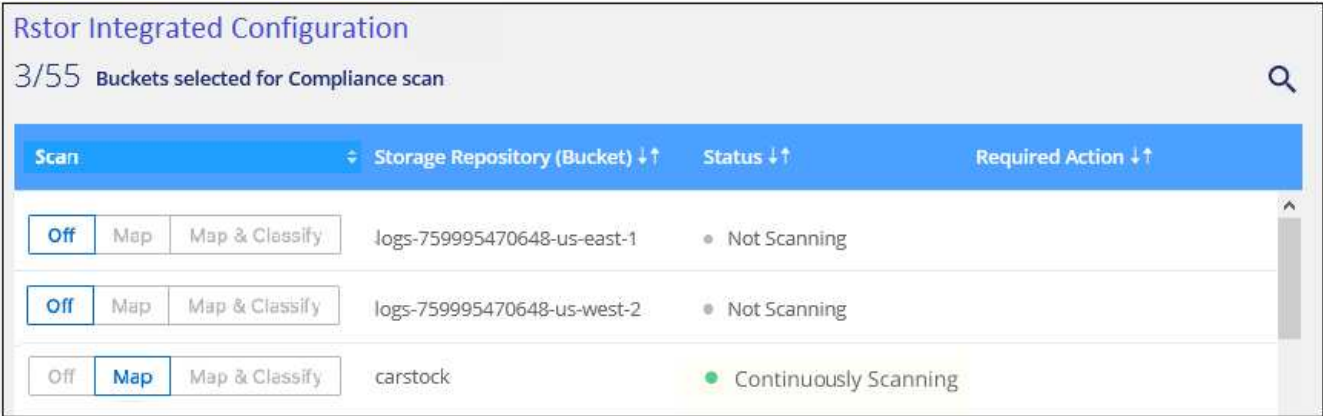 Rstor Integrated Configuration
3/55 Buckets selected for Compliance scan
Scan Storage Repository (Bucket) ↓↑ Status ↓↑ Required Action ↓↑
Off Map Map & Classify logs-759995470648-us-east-1 Not Scanning
Off Map Map & Classify logs-759995470648-us-west-2 Not Scanning
Off Map Map & Classify carstock Continuously Scanning